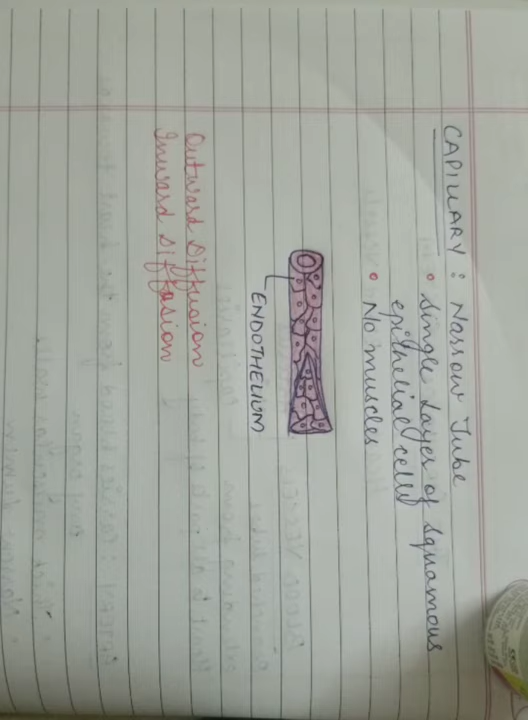 CAPILLARY : Narrow Tube
• Single Layer of Squamous
epithelial cells
• No muscles
ENDOTHELIUM
Outward Diffusion
Inward Diffusion